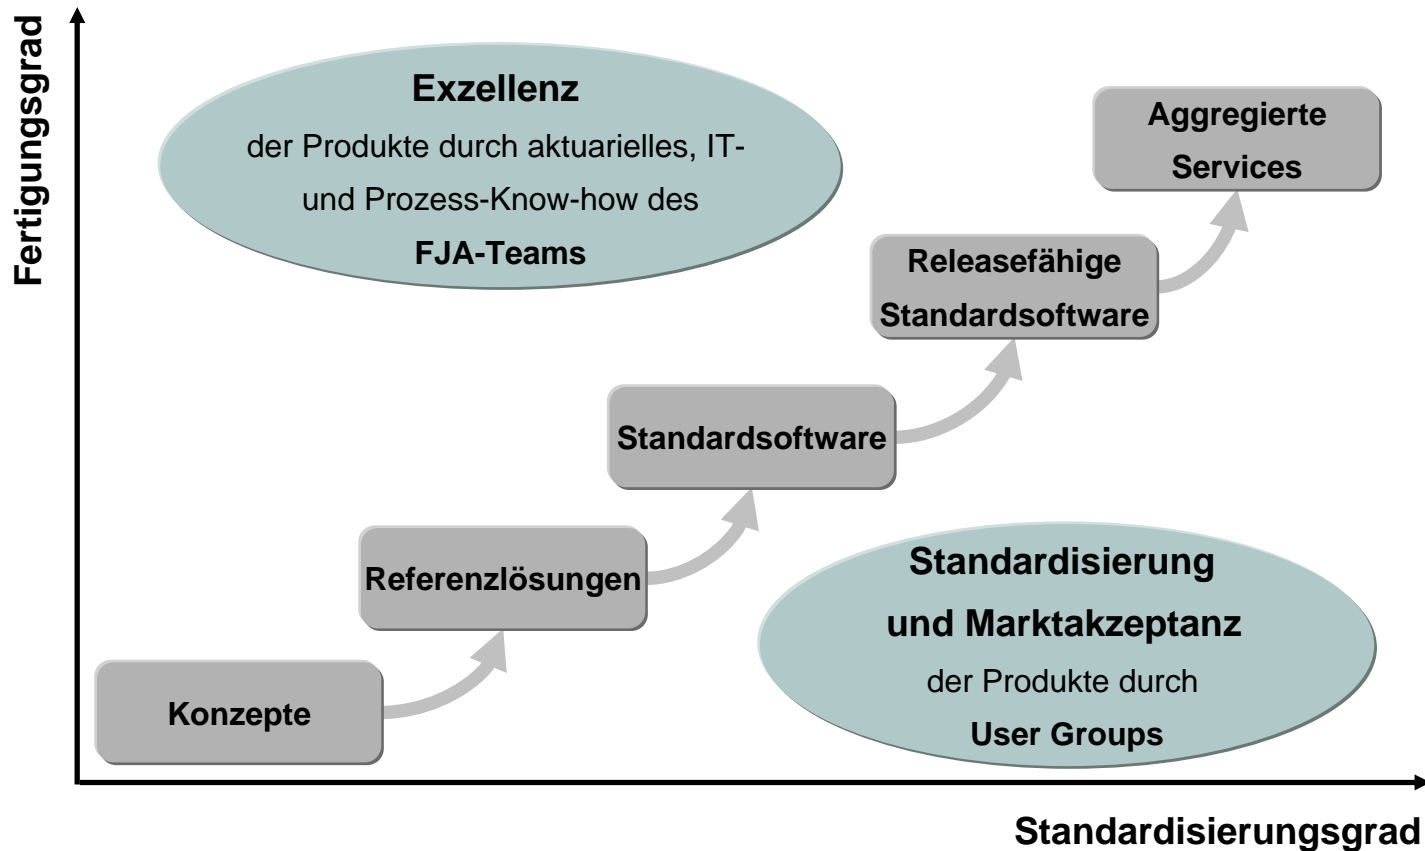 Fertigungsgrad
Exzellenz
der Produkte durch aktuarielles, IT-
und Prozess-Know-how des
FJA-Teams
Aggregierte
Services
Releasefähige
Standardsoftware
Standardsoftware
Referenzlösungen
Konzepte
Standardisierung
und Marktakzeptanz
der Produkte durch
User Groups
Standardisierungsgrad